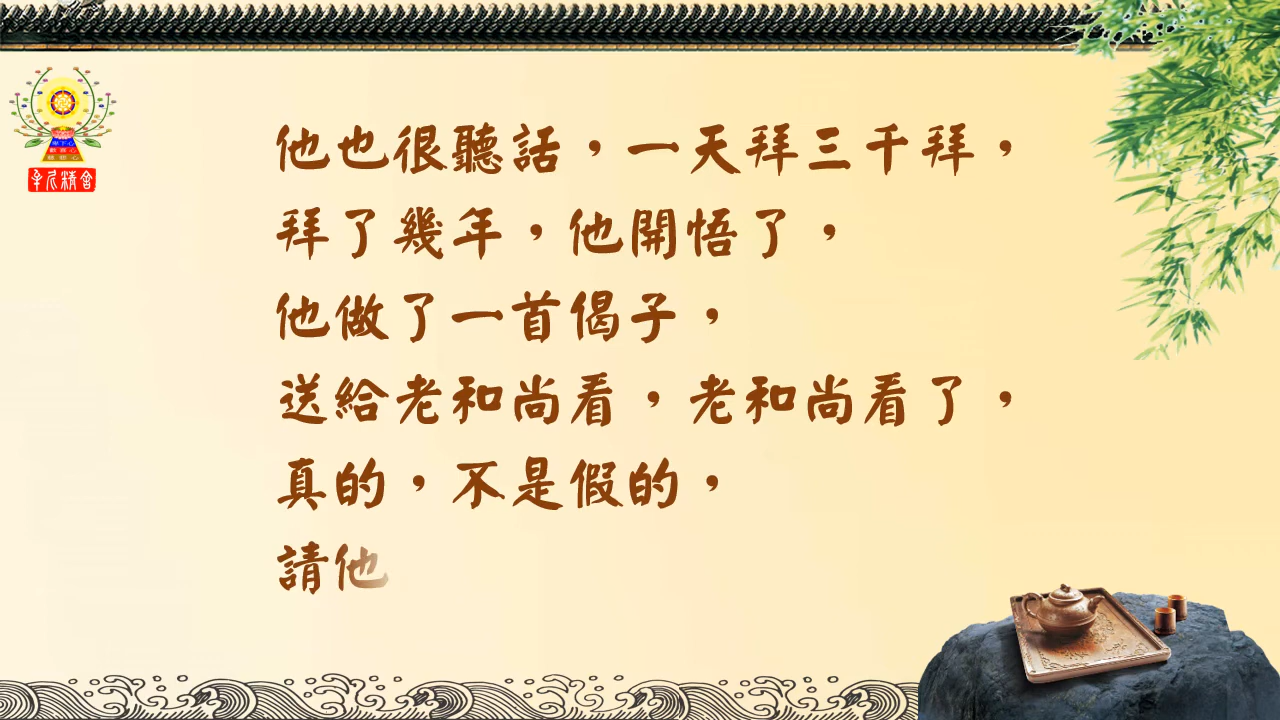 他也很聽話，一天拜三千拜，
拜了幾年，他開悟了，
他做了一首偈子，
送給老和尚看，老和尚看了，
真的，不是假的，
請他